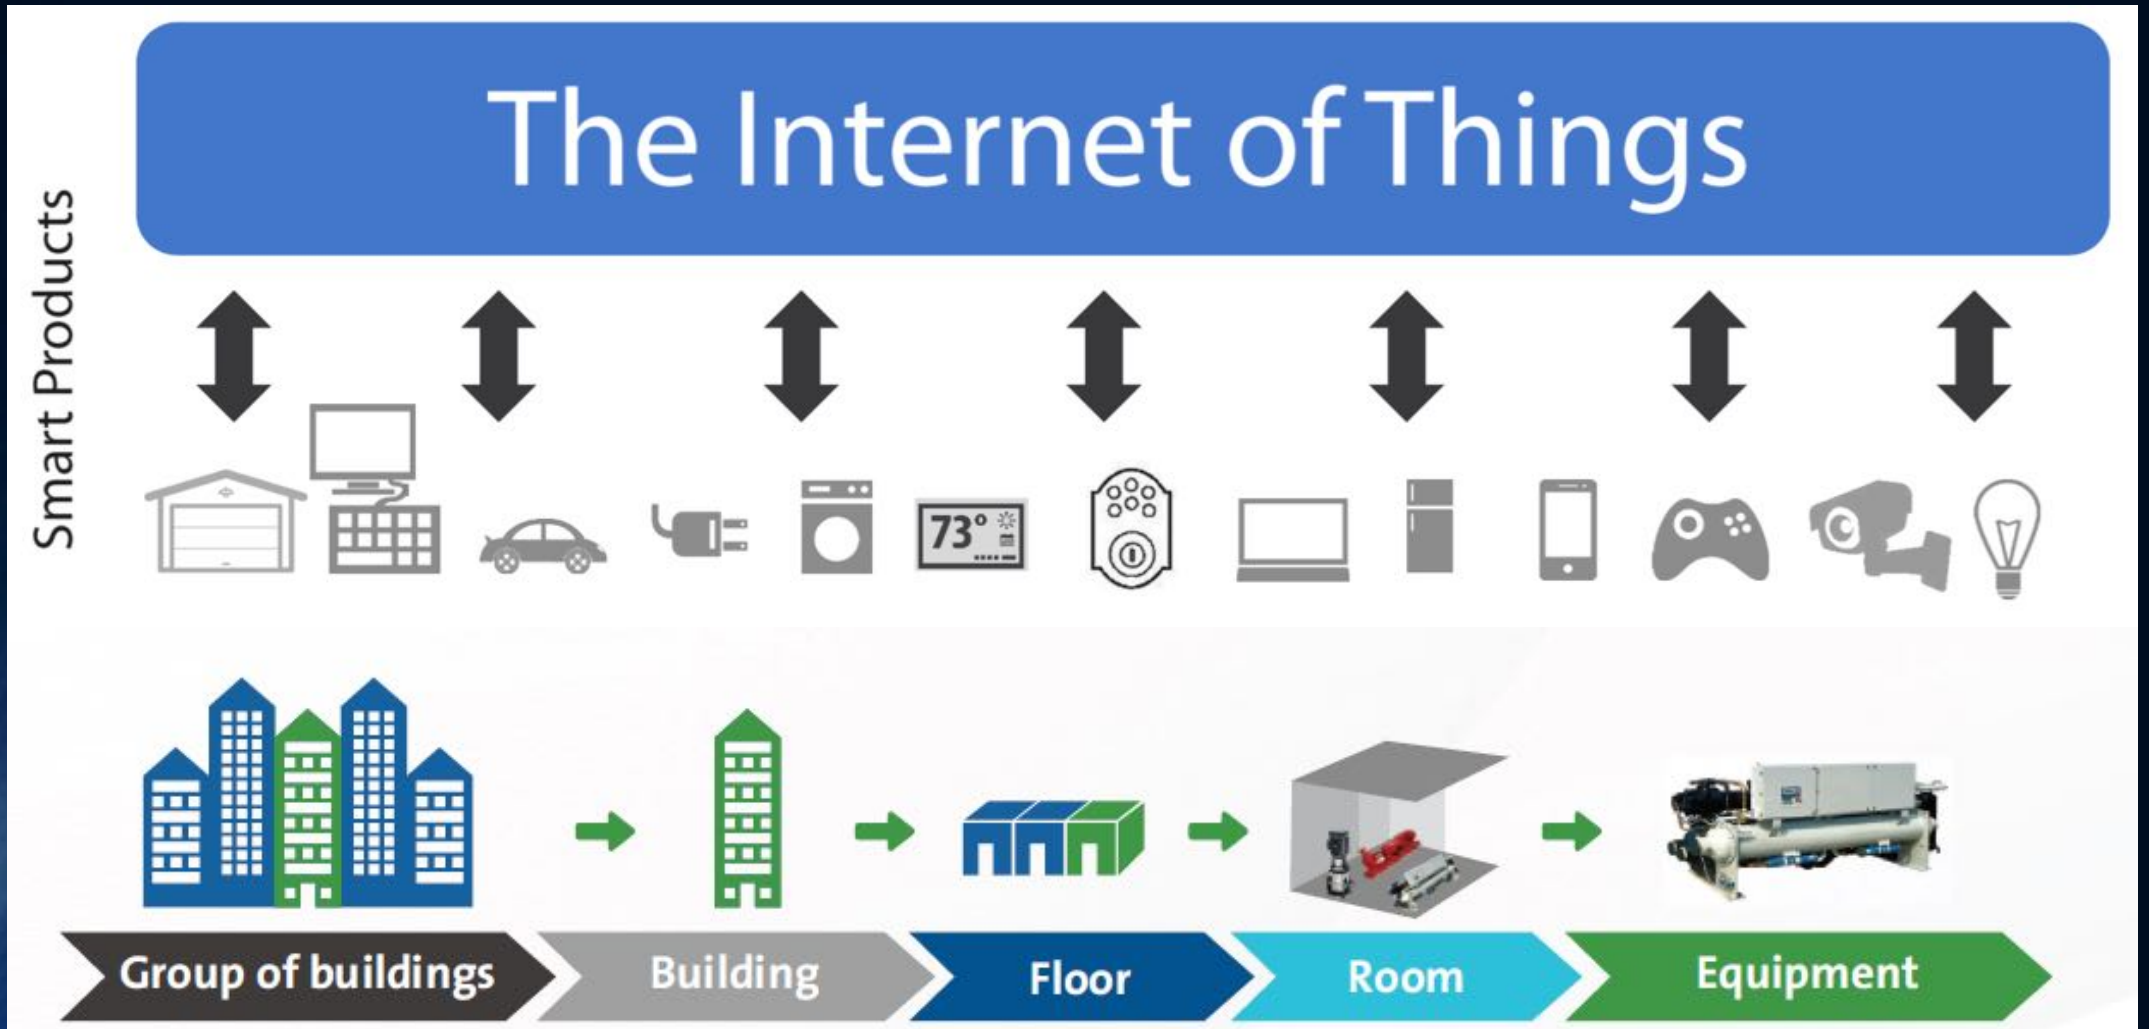 The Internet of Things
Smart Products
73°
Group of buildings
Building
Floor
Room
Equipment